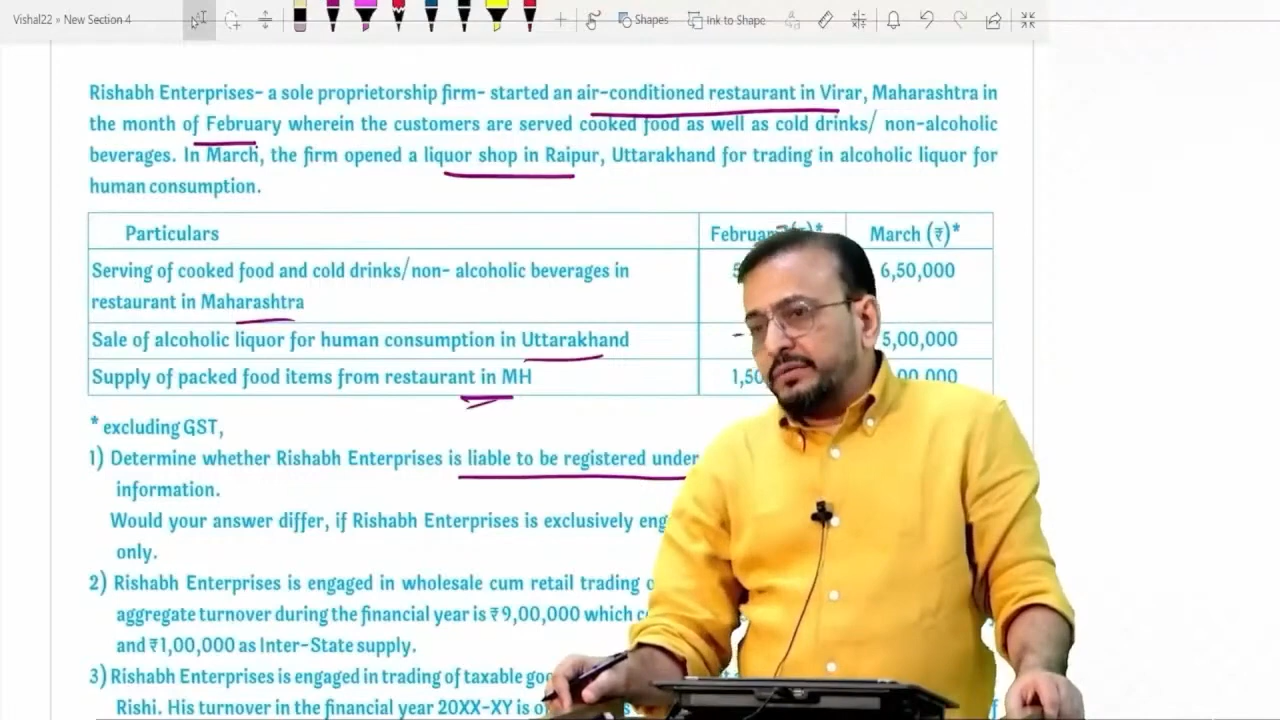 Vishal22 » New Section 4
Shapes
Ink to Shape
Rishabh Enterprises- a sole proprietorship firm- started an air-conditioned restaurant in Virar, Maharashtra in
the month of February wherein the customers are served cooked food as well as cold drinks/ non-alcoholic
beverages. In March, the firm opened a liquor shop in Raipur, Uttarakhand for trading in alcoholic liquor for
human consumption.
Particulars
March (₹)*
Serving of cooked food and cold drinks/non- alcoholic beverages in
6,50,000
restaurant in Maharashtra
Sale of alcoholic liquor for human consumption in Uttarakhand
5,00,000
Supply of packed food items from restaurant in MH
* excluding GST,
1) Determine whether Rishabh Enterprises is liable to be registered under
information.
Would your answer differ, if Rishabh Enterprises is exclusively
only.
2) Rishabh Enterprises is engaged in wholesale cum retail trading
aggregate turnover during the financial year is ₹9,00,000 which
and ₹1,00,000 as Inter-State supply.
3) Rishabh Enterprises is engaged in trading of taxable
Rishi. His turnover in the financial year 20XX-XY is